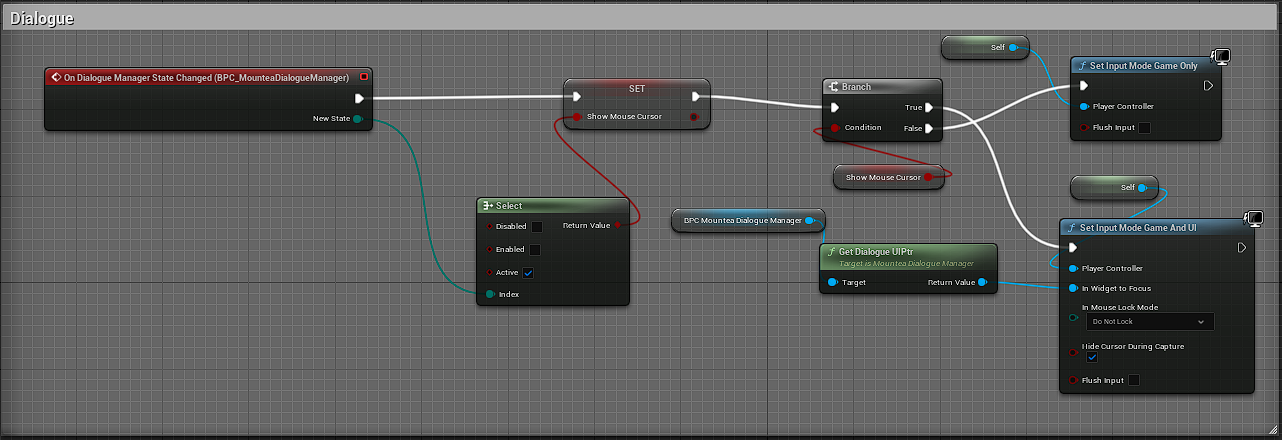 Dialogue
On Dialogue Manager State Changed (BPC_MounteaDialogueManager)
New State
SET
Show Mouse Cursor
Select
Disabled
Return Value
Enabled
Active
Index
Branch
True
Condition
False
Show Mouse Cursor
BPC Mountea Dialogue Manager
Get Dialogue UIPtr
Target is Mountea Dialogue Manager
Target
Return Value
Self
Set Input Mode Game Only
Player Controller
Flush Input
Self
Set Input Mode Game And UI
Player Controller
In Widget to Focus
In Mouse Lock Mode
Do Not Lock
Hide Cursor During Capture
Flush Input